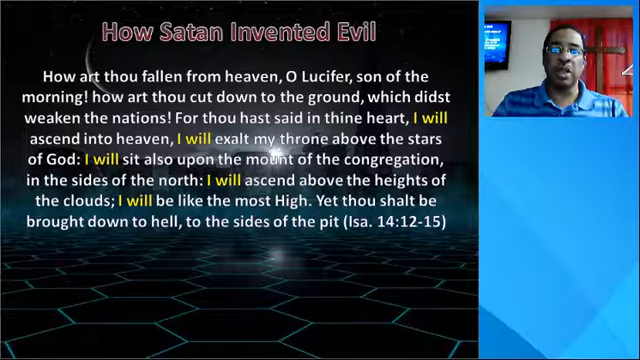 How Satan Invented Evil
How art thou fallen from heaven, O Lucifer, son of the
morning! how art thou cut down to the ground, which didst
weaken the nations! For thou hast said in thine heart, I will
ascend into heaven, I will exalt my throne above the stars
of God: I will sit also upon the mount of the congregation,
in the sides of the north: I will ascend above the heights of
the clouds; I will be like the most High. Yet thou shalt be
brought down to hell, to the sides of the pit (Isa. 14:12-15)